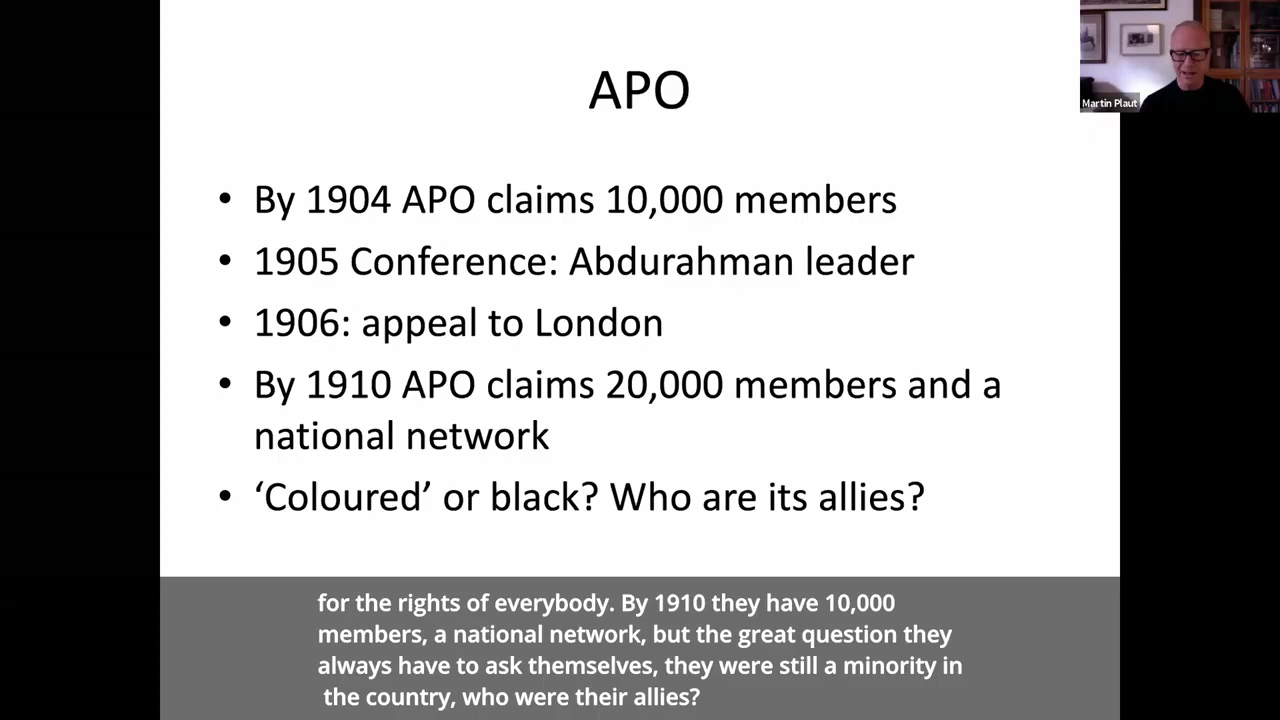 APO
Martin Plaut
• By 1904 APO claims 10,000 members
• 1905 Conference: Abdurahman leader
• 1906: appeal to London
• By 1910 APO claims 20,000 members and a
national network
• ‘Coloured’ or black? Who are its allies?
for the rights of everybody. By 1910 they have 10,000
members, a national network, but the great question they
always have to ask themselves, they were still a minority in
the country, who were their allies?